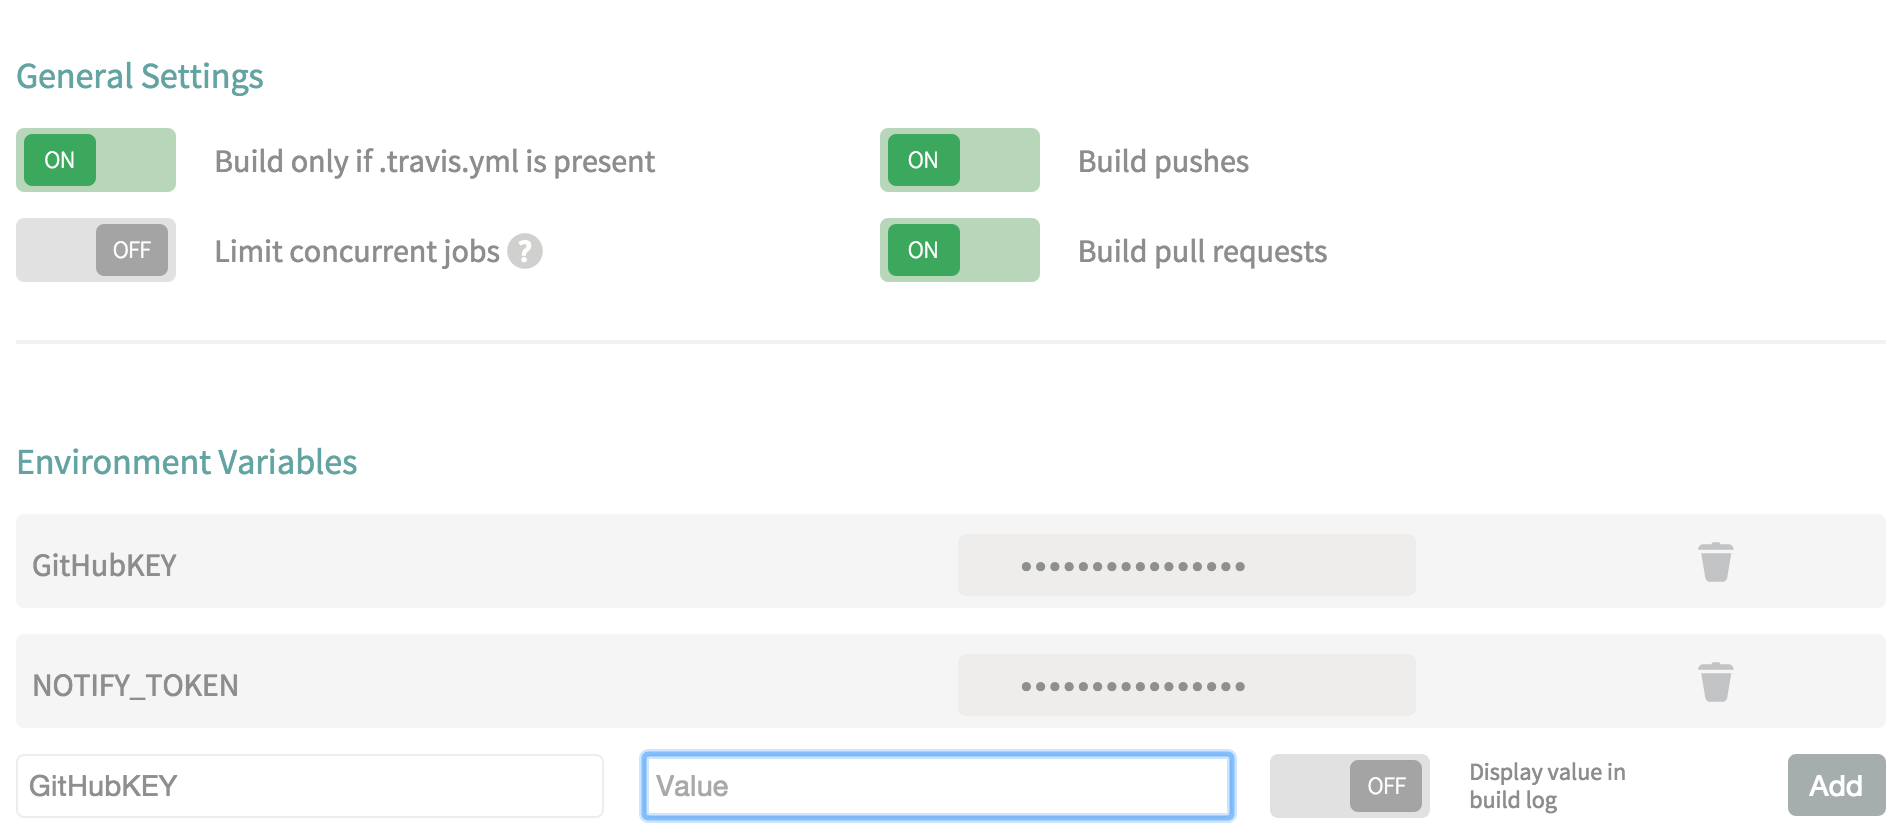 General Settings
ON Build only if .travis.yml is present ON Build pushes
OFF Limit concurrent jobs ? ON Build pull requests
Environment Variables
GitHubKEY ••••••••••••••••
NOTIFY_TOKEN ••••••••••••••••
GitHubKEY Value OFF Display value in
build log
Add